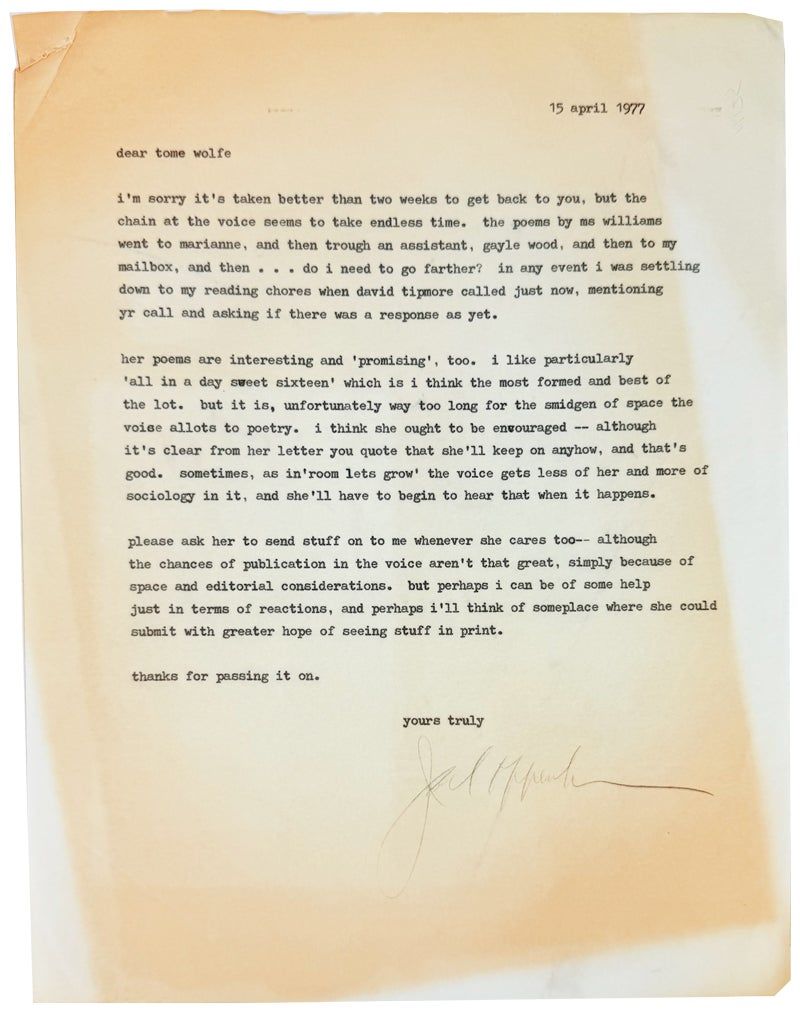 15 april 1977
dear tome wolfe
i'm sorry it's taken better than two weeks to get back to you, but the
chain at the voice seems to take endless time. the poems by ms williams
went to marianne, and then trough an assistant, gayle wood, and then to my
mailbox, and then . . . do i need to go farther? in any event i was settling
down to my reading chores when david tipmore called just now, mentioning
yr call and asking if there was a response as yet.
her poems are interesting and 'promising', too. i like particularly
'all in a day sweet sixteen' which is i think the most formed and best of
the lot. but it is, unfortunately way too long for the smidgen of space the
voise allots to poetry. i think she ought to be envouraged -- although
it's clear from her letter you quote that she'll keep on anyhow, and that's
good. sometimes, as in'room lets grow' the voice gets less of her and more of
sociology in it, and she'll have to begin to hear that when it happens.
please ask her to send stuff on to me whenever she cares too-- although
the chances of publication in the voice aren't that great, simply because of
space and editorial considerations. but perhaps i can be of some help
just in terms of reactions, and perhaps i'll think of someplace where she could
submit with greater hope of seeing stuff in print.
thanks for passing it on.
yours truly